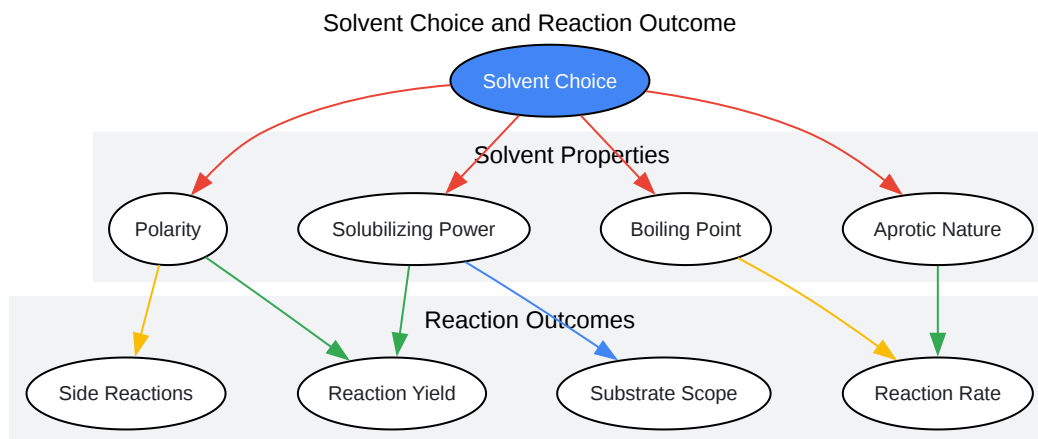 Solvent Choice and Reaction Outcome
Solvent Choice
Solvent Properties
Polarity
Solubilizing Power
Boiling Point
Aprotic Nature
Reaction Outcomes
Side Reactions
Reaction Yield
Substrate Scope
Reaction Rate